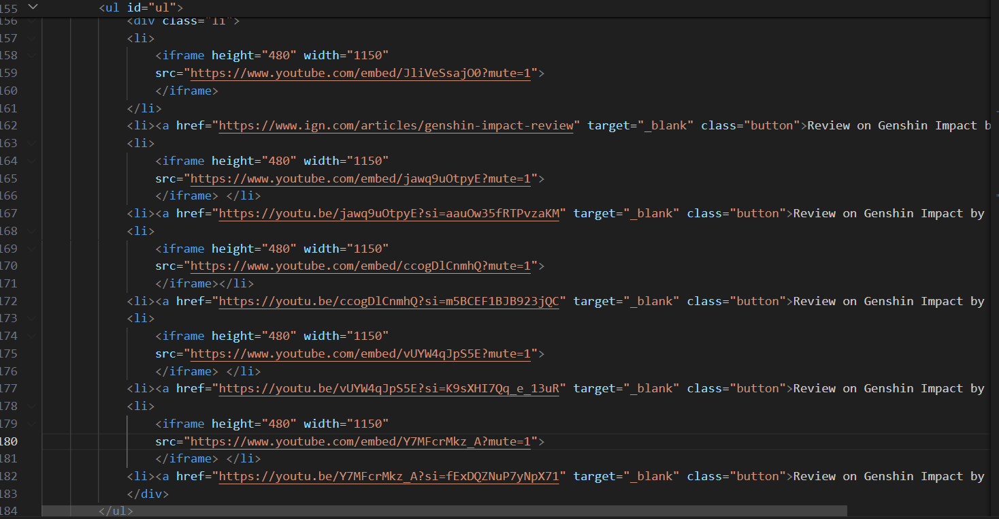 155 <ul id="ul">
156 <div class="li">
157 <li>
158 <iframe height="480" width="1150"
159 src="https://www.youtube.com/embed/JliVeSsajO0?mute=1">
160 </iframe>
161 </li>
162 <li><a href="https://www.ign.com/articles/genshin-impact-review" target="_blank" class="button">Review on Genshin Impact b
163 <li>
164 <iframe height="480" width="1150"
165 src="https://www.youtube.com/embed/jawq9uOtpyE?mute=1">
166 </iframe> </li>
167 <li><a href="https://youtu.be/jawq9uOtpyE?si=aauOw35fRTPvzaKM" target="_blank" class="button">Review on Genshin Impact by
168 <li>
169 <iframe height="480" width="1150"
170 src="https://www.youtube.com/embed/ccogDlCnmhQ?mute=1">
171 </iframe></li>
172 <li><a href="https://youtu.be/ccogDlCnmhQ?si=m5BCEF1BJB923jQC" target="_blank" class="button">Review on Genshin Impact by
173 <li>
174 <iframe height="480" width="1150"
175 src="https://www.youtube.com/embed/vUYW4qJpS5E?mute=1">
176 </iframe> </li>
177 <li><a href="https://youtu.be/vUYW4qJpS5E?si=K9sXHI7Qq_e_13uR" target="_blank" class="button">Review on Genshin Impact by
178 <li>
179 <iframe height="480" width="1150"
180 src="https://www.youtube.com/embed/Y7MFcrMkz_A?mute=1">
181 </iframe> </li>
182 <li><a href="https://youtu.be/Y7MFcrMkz_A?si=fExDQZNuP7yNpX71" target="_blank" class="button">Review on Genshin Impact by
183 </div>
184 </ul>